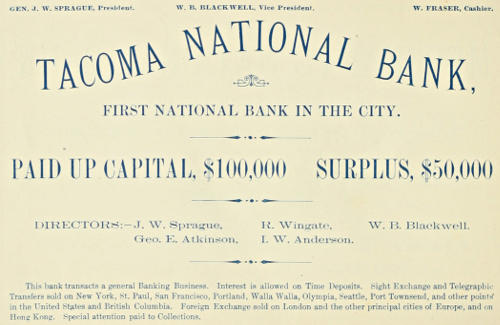 GEN. J. W. SPRAGUE, President. W. B. BLACKWELL, Vice President. W. FRASER, Cashier.
TACOMA NATIONAL BANK,
FIRST NATIONAL BANK IN THE CITY.
PAID UP CAPITAL, $100,000 SURPLUS, $50,000
DIRECTORS:—J. W. Sprague, R. Wingate, W. B. Blackwell.
Geo. E. Atkinson, I. W. Anderson.
This bank transacts a general Banking Business. Interest is allowed on Time Deposits. Sight Exchange and Telegraphic
Transfers sold on New York, St. Paul, San Francisco, Portland, Walla Walla, Olympia, Seattle, Port Townsend, and other points
in the United States and British Columbia. Foreign Exchange sold on London and the other principal cities of Europe, and on
Hong Kong. Special attention paid to Collections.